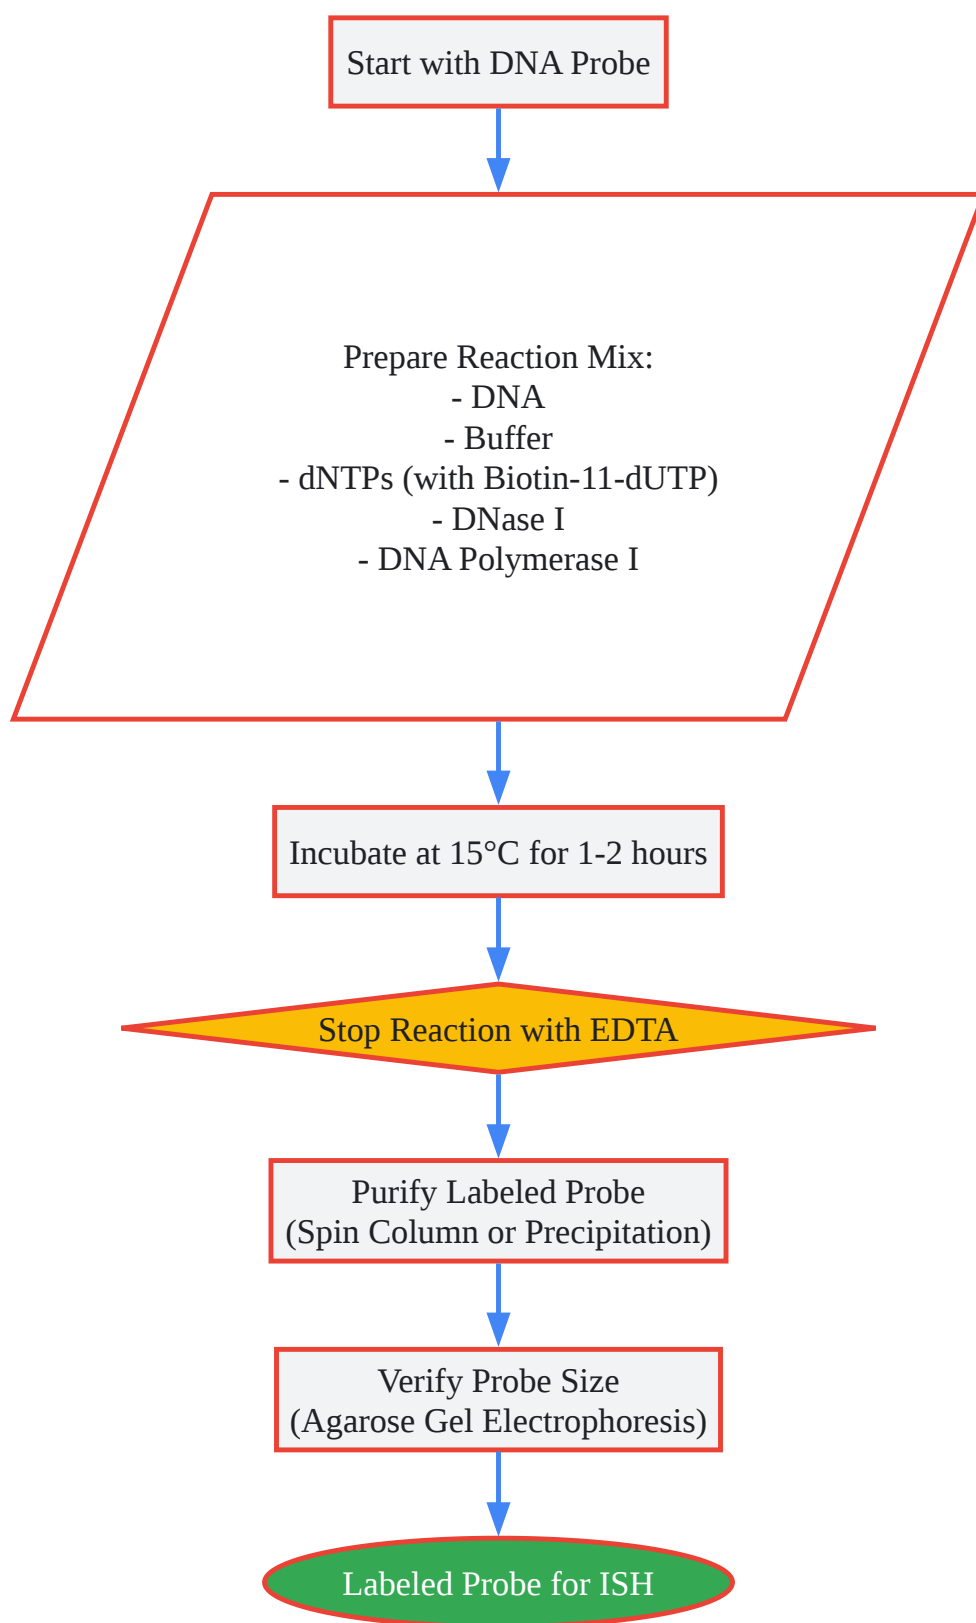 Start with DNA Probe
Prepare Reaction Mix:
- DNA
- Buffer
- dNTPs (with Biotin-11-dUTP)
- DNase I
- DNA Polymerase I
Incubate at 15°C for 1-2 hours
Stop Reaction with EDTA
Purify Labeled Probe
(Spin Column or Precipitation)
Verify Probe Size
(Agarose Gel Electrophoresis)
Labeled Probe for ISH